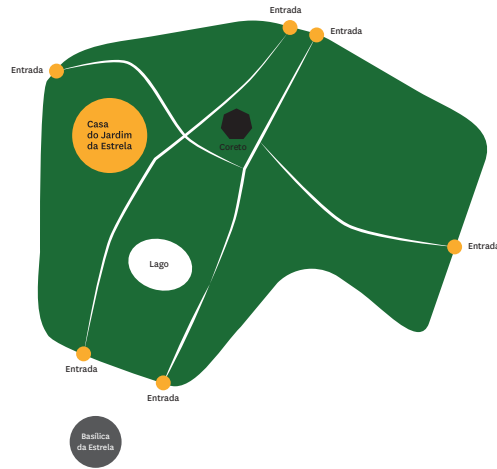 Entrada
Entrada
Entrada
Casa
do Jardim
da Estrela
Coreto
Entrada
Lago
Entrada
Entrada
Basílica
da Estrela